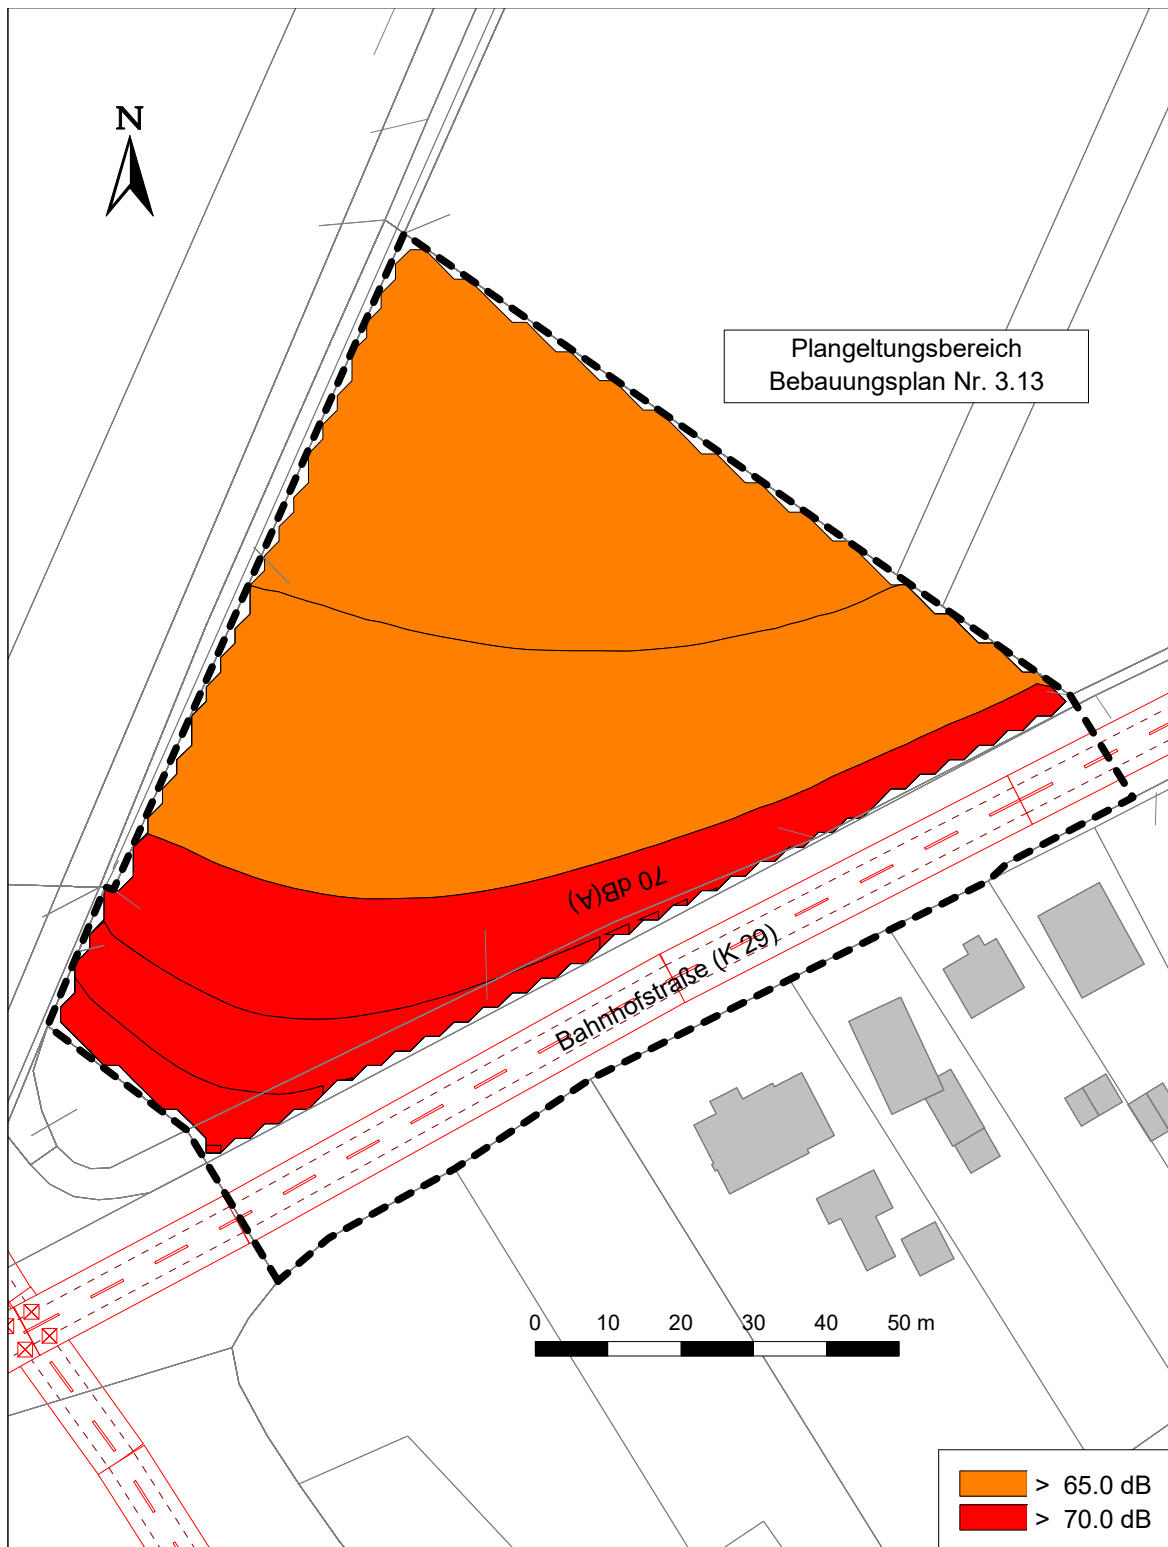 N
Plangeltungsbereich
Bebauungsplan Nr. 3.13
70 dB(A)
Bahnhofstraße (K 29)
0 10 20 30 40 50 m
> 65.0 dB
> 70.0 dB